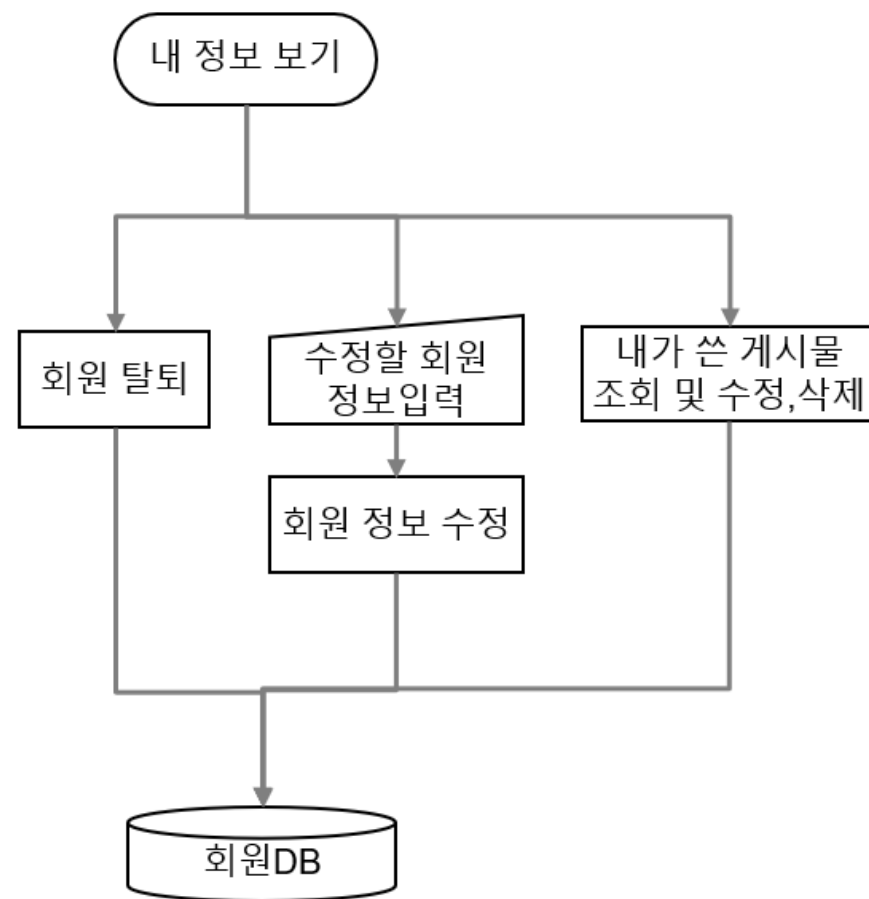 내 정보 보기
회원 탈퇴
수정할 회원
정보입력
내가 쓴 게시물
조회 및 수정,삭제
회원 정보 수정
회원DB